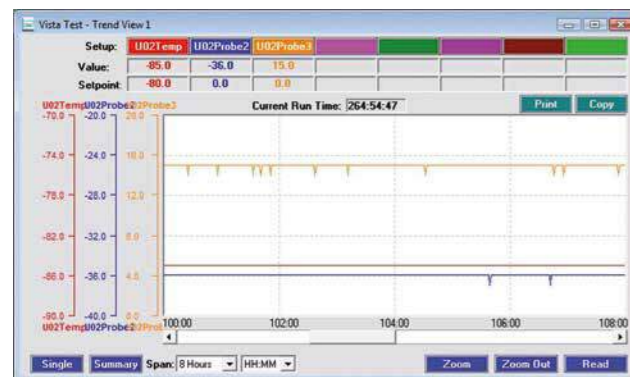 Vista Test - Trend View 1
Setup: U02Temp U02Probe2 U02Probe3
Value: -85.0 -36.0 15.0
Setpoint: -80.0 0.0 0.0
Current Run Time: 264:54:47 Print Copy
-70.0 -20.0
-74.0 -24.0 16.0
-78.0 -28.0 12.0
-82.0 -32.0 8.0
-86.0 -36.0 4.0
-90.0 -40.0 0.0
100:00 102:00 104:00 106:00 108:00
Single Summary Span: 8 Hours HH:MM Zoom Zoom Out Read